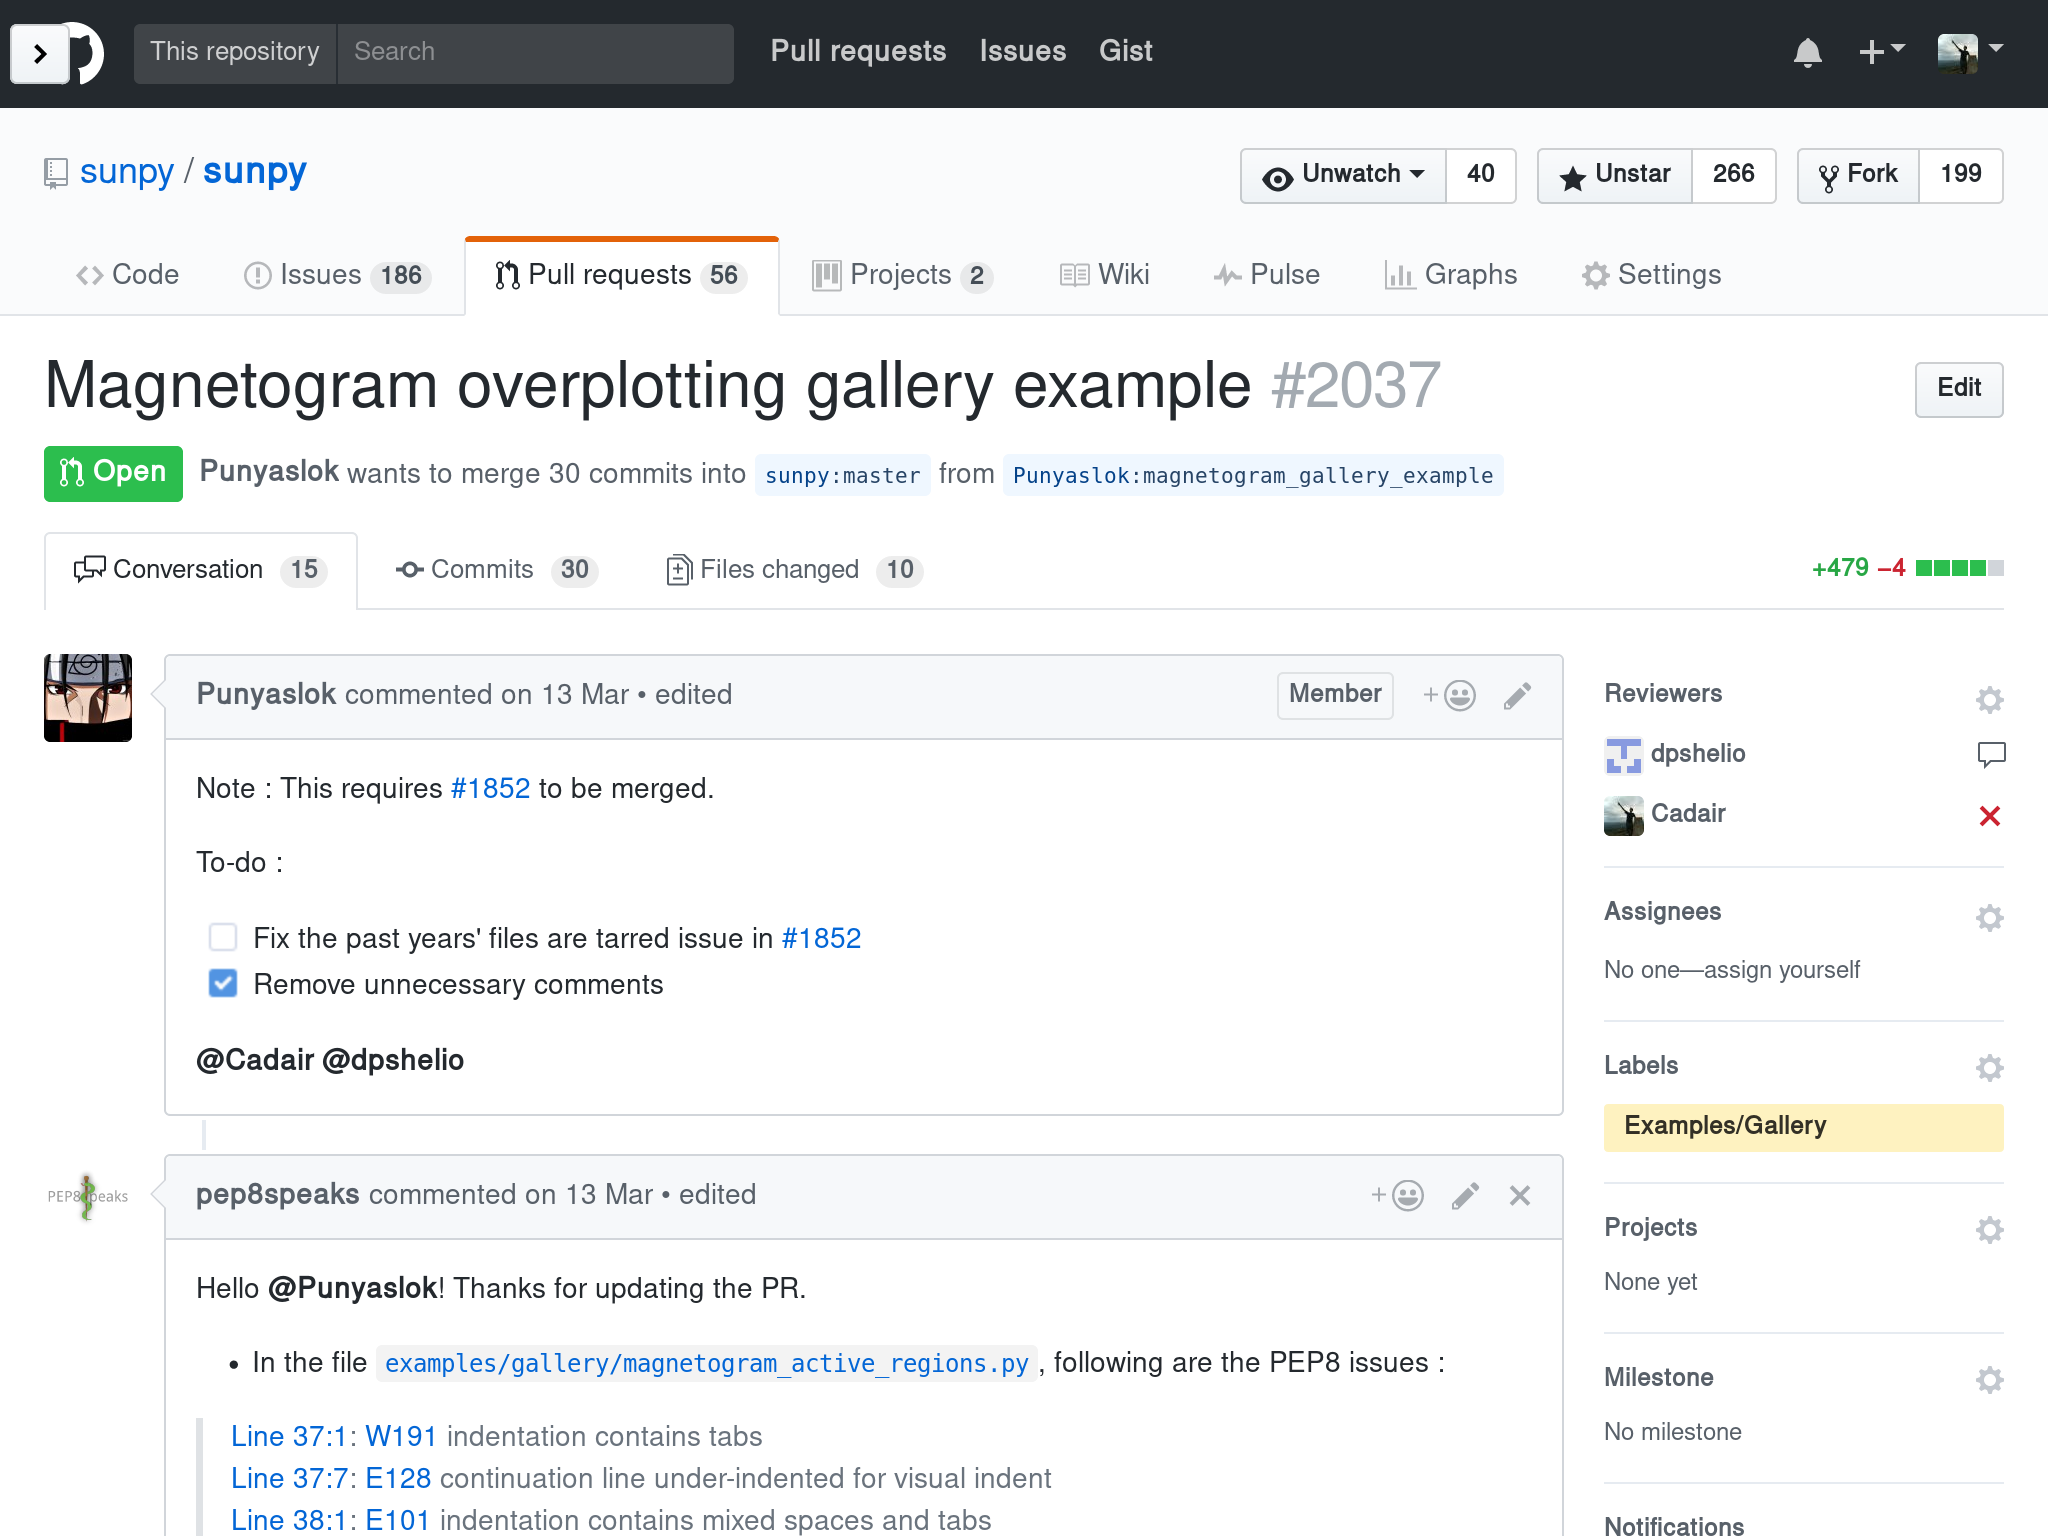 This repository Search Pull requests Issues Gist
sunpy / sunpy
Unwatch 40 Unstar 266 Fork 199
Code Issues 186 Pull requests 56 Projects 2 Wiki Pulse Graphs Settings
Magnetogram overplotting gallery example #2037
Edit
Open Punyaslok wants to merge 30 commits into sunpy:master from Punyaslok:magnetogram_gallery_example
Conversation 15 Commits 30 Files changed 10
+479 −4
Punyaslok commented on 13 Mar • edited
Member
Note : This requires #1852 to be merged.
To-do :
Fix the past years' files are tarred issue in #1852
Remove unnecessary comments
@Cadair @dpshelio
PEP8speaks
pep8speaks commented on 13 Mar • edited
Hello @Punyaslok! Thanks for updating the PR.
• In the file examples/gallery/magnetogram_active_regions.py, following are the PEP8 issues :
Line 37:1: W191 indentation contains tabs
Line 37:7: E128 continuation line under-indented for visual indent
Line 38:1: E101 indentation contains mixed spaces and tabs
Reviewers
dpshelio
Cadair
Assignees
No one—assign yourself
Labels
Examples/Gallery
Projects
None yet
Milestone
No milestone
Notifications